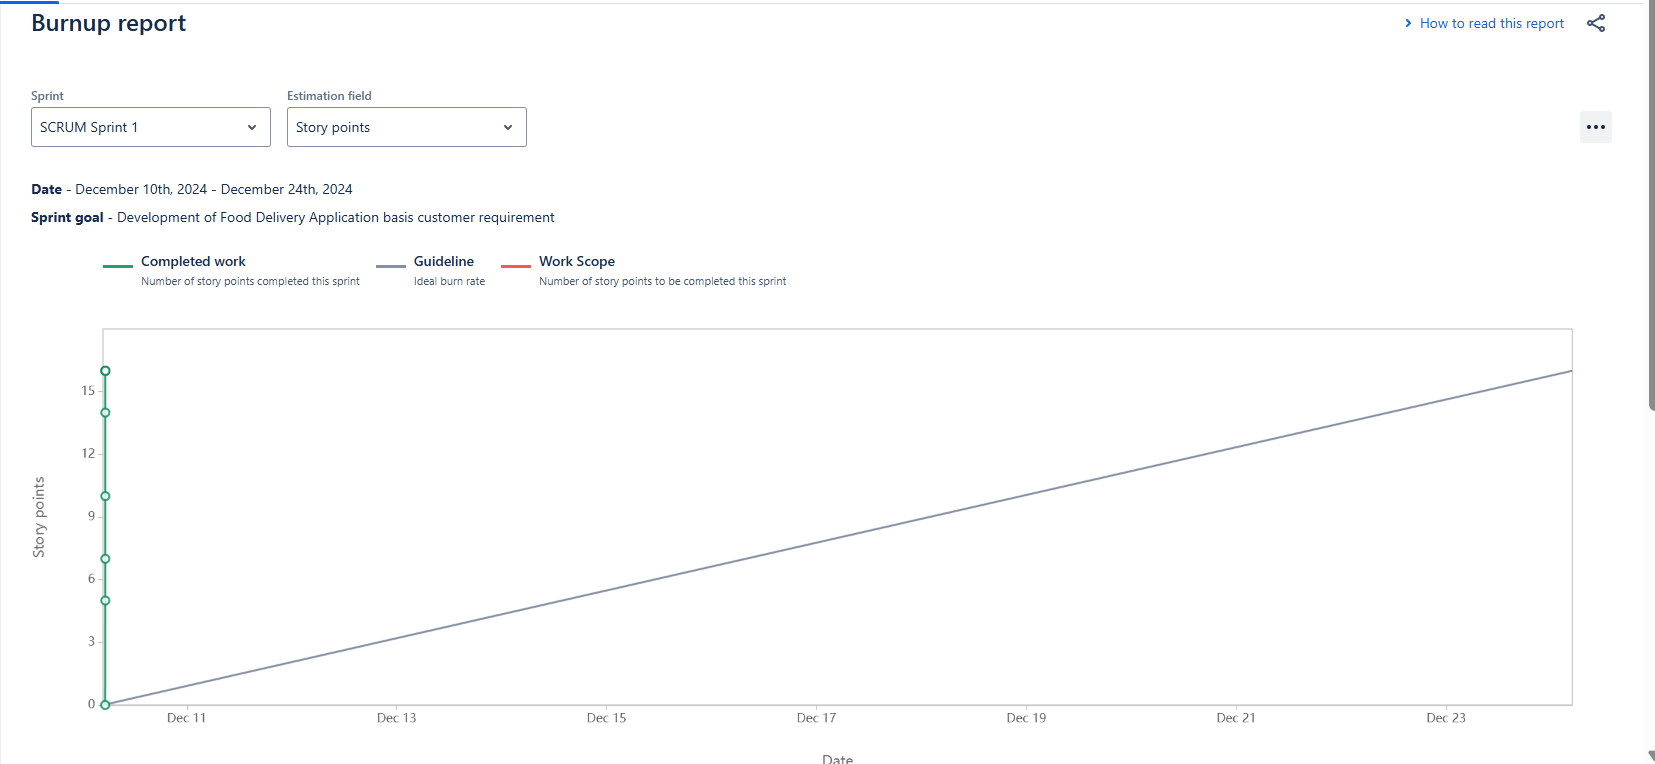 Burnup report
How to read this report
Sprint
Estimation field
SCRUM Sprint 1
Story points
Date - December 10th, 2024 - December 24th, 2024
Sprint goal - Development of Food Delivery Application basis customer requirement
Completed work
Number of story points completed this sprint
Guideline
Ideal burn rate
Work Scope
Number of story points to be completed this sprint
Story points
15
12
9
6
3
0
Dec 11
Dec 13
Dec 15
Dec 17
Dec 19
Dec 21
Dec 23
Date